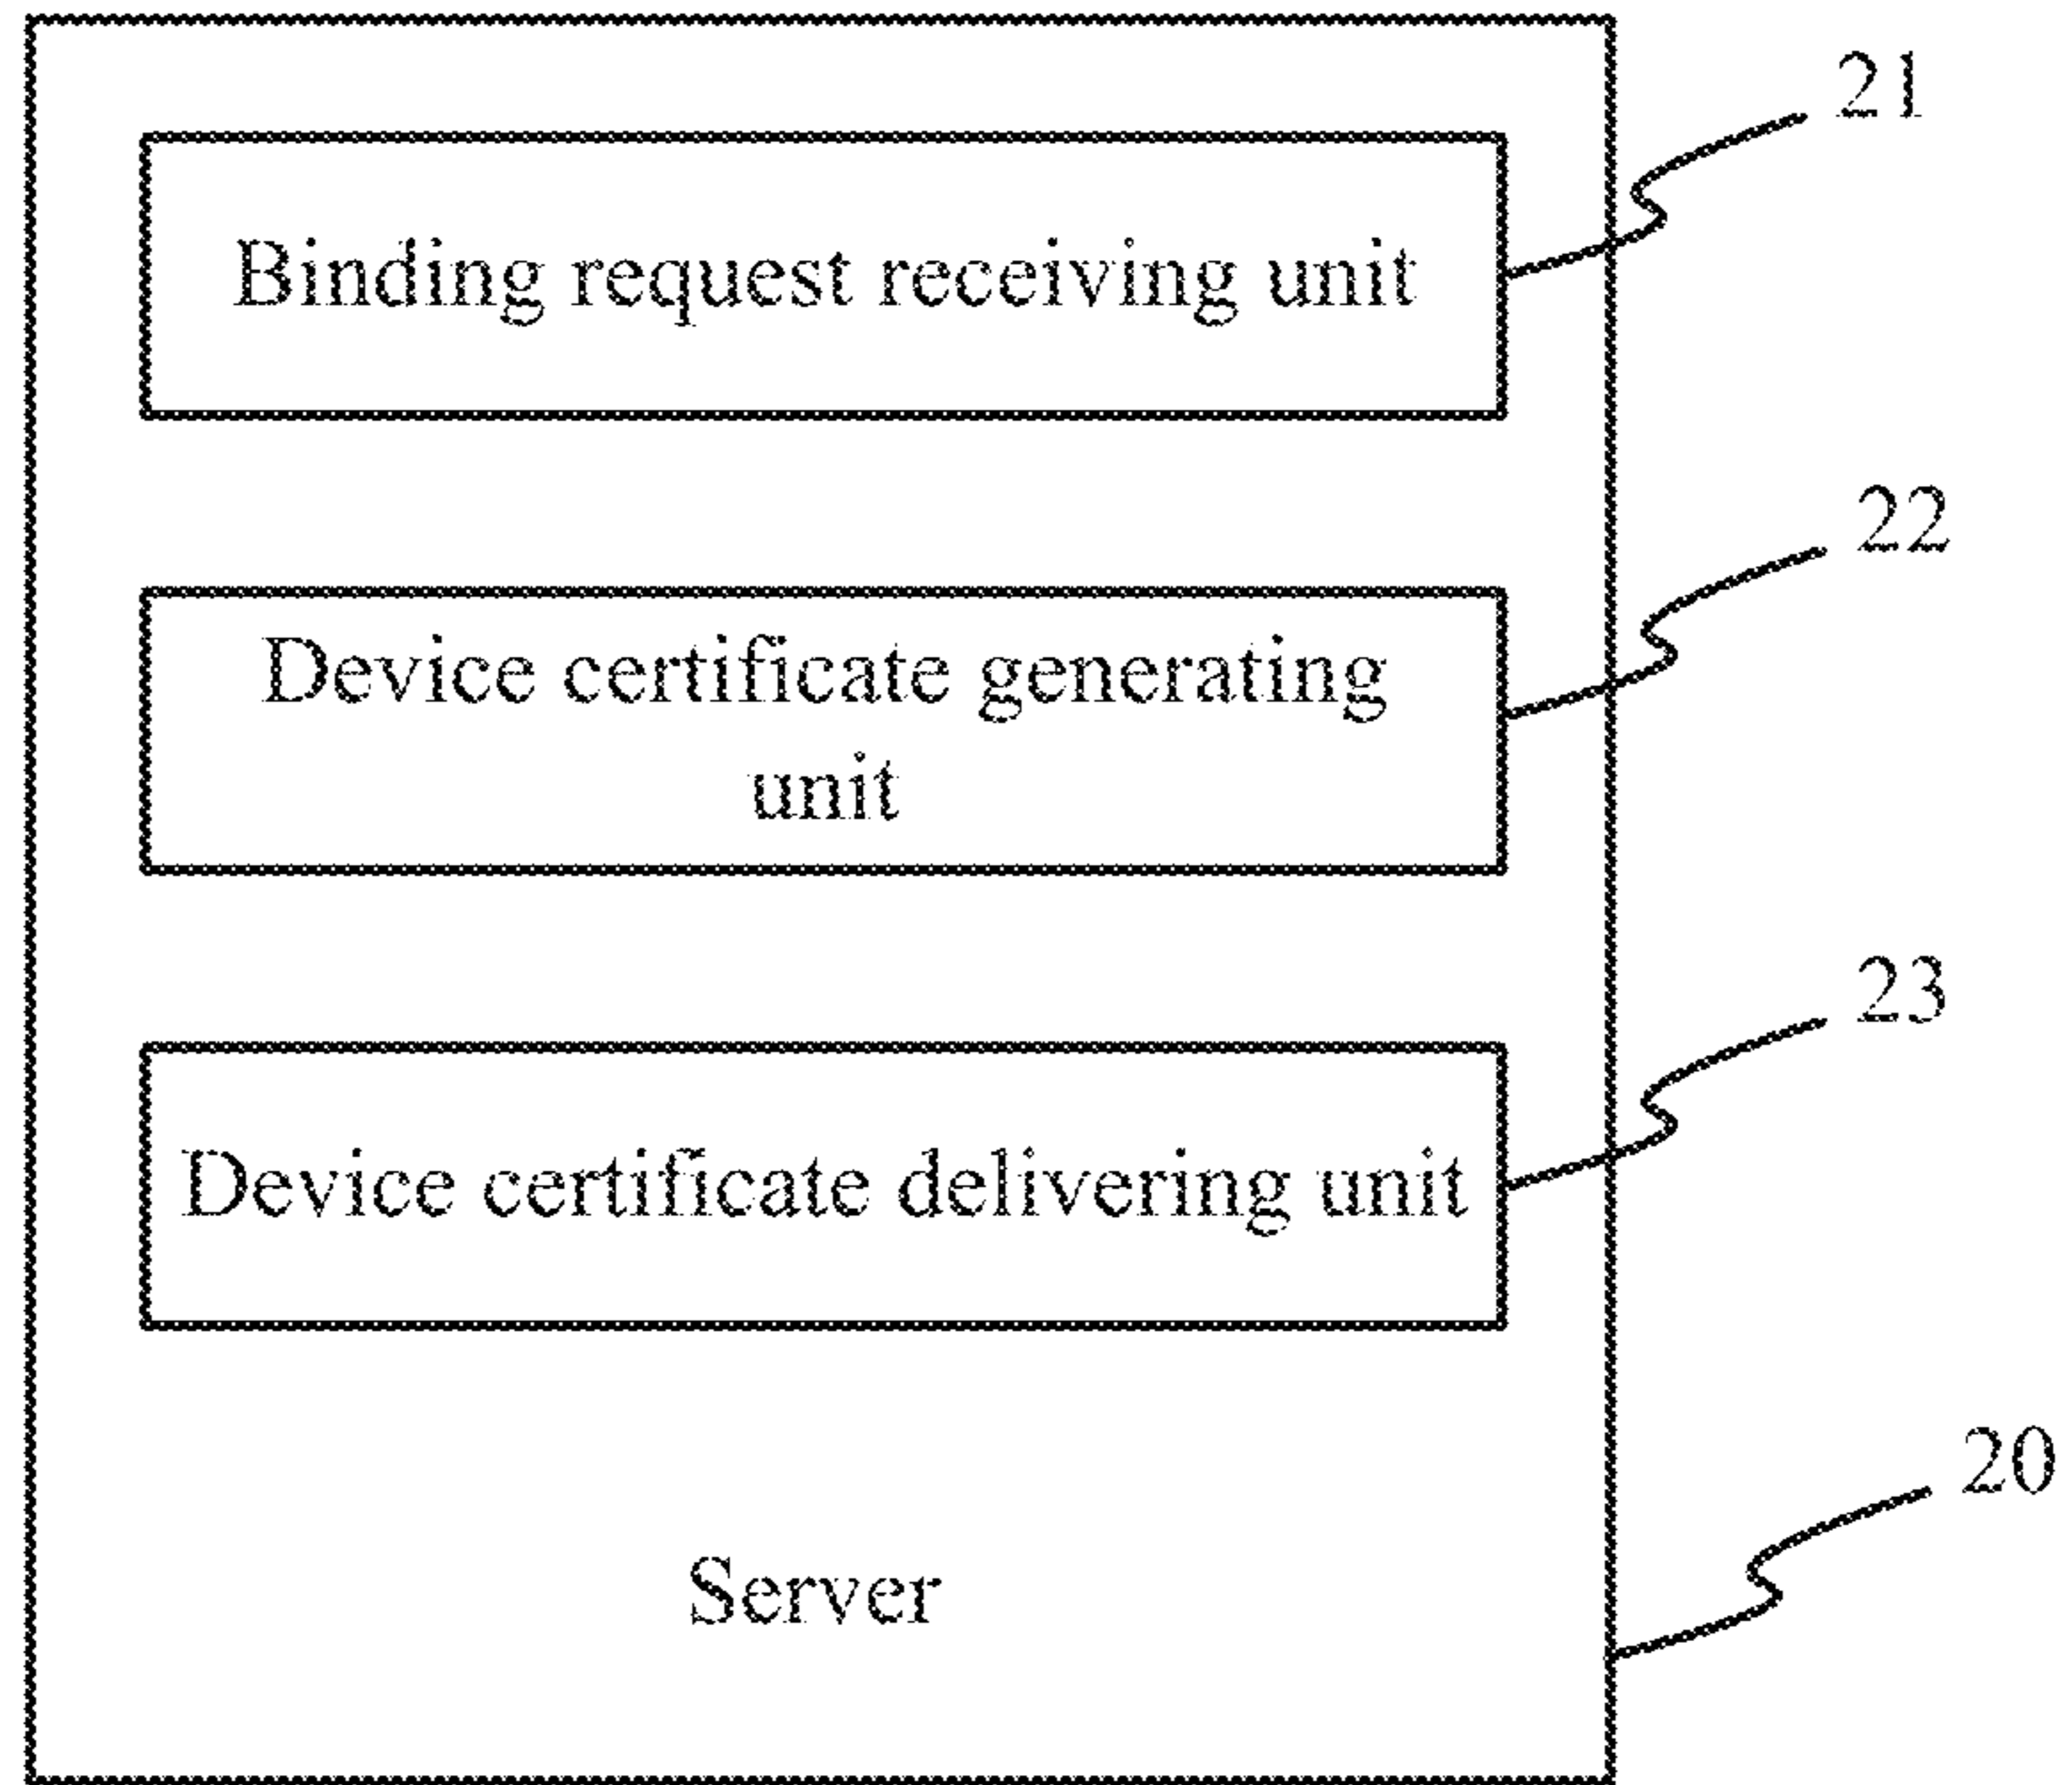 21
Binding request receiving unit
22
Device certificate generating
unit
23
Device certificate delivering unit
20
Server